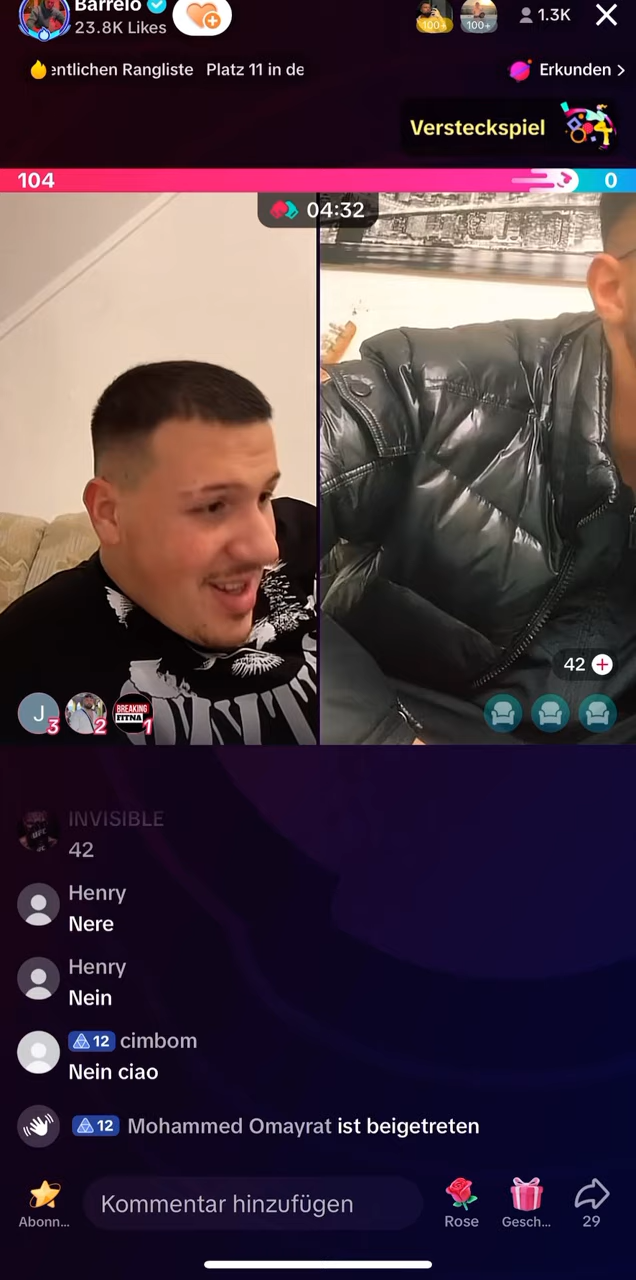 Barrelo
23.8K Likes
100+
100+
1.3K
entlichen Rangliste Platz 11 in de
Erkunden
Versteckspiel
104
0
04:32
42
J
3
2
BREAKING
1
INVISIBLE
42
Henry
Nere
Henry
Nein
12 cimbom
Nein ciao
12 Mohammed Omayrat ist beigetreten
Kommentar hinzufügen
Abonn...
Rose
Gesch...
29